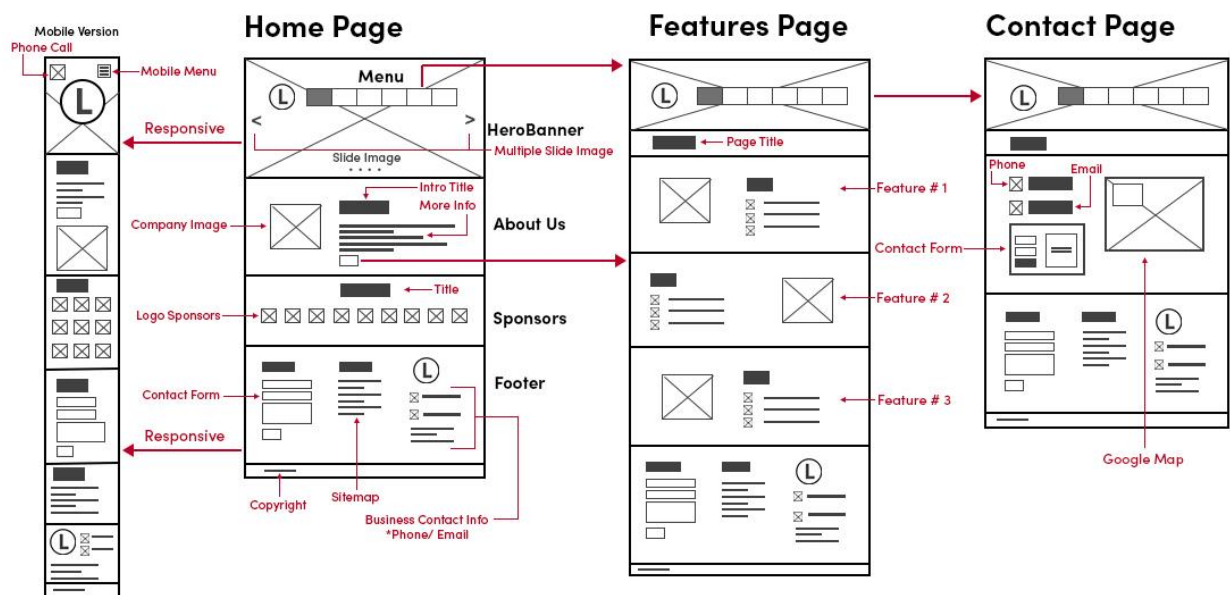 Mobile Version
Phone Call
Mobile Menu
L
Responsive
Responsive
L
Home Page
Menu
L
<
>
HeroBanner
Multiple Slide Image
Slide Image
Intro Title
More Info
Company Image
About Us
Title
Logo Sponsors
Sponsors
L
Footer
Contact Form
Copyright
Sitemap
Business Contact Info
*Phone/ Email
Features Page
L
Page Title
Feature # 1
Feature # 2
Feature # 3
L
Contact Page
L
Phone
Email
Contact Form
L
Google Map